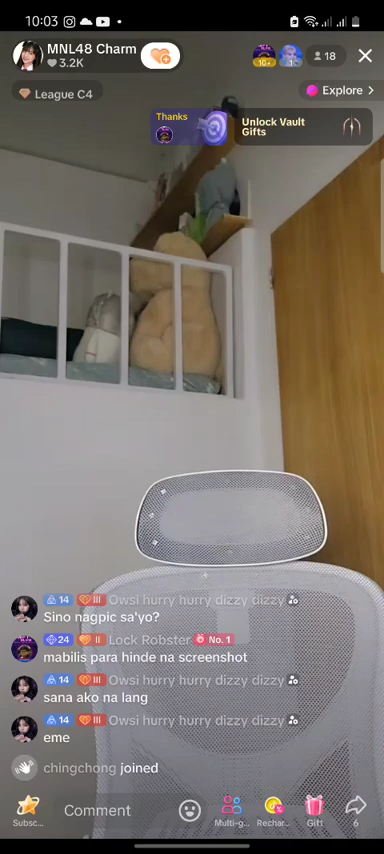 10:03
MNL48 Charm
3.2K
10+
18
League C4
Explore >
Thanks
Unlock Vault
Gifts
14 III Owsi hurry hurry dizzy dizzy
Sino nagpic sa'yo?
24 II Lock Robster No. 1
mabilis para hinde na screenshot
14 III Owsi hurry hurry dizzy dizzy
sana ako na lang
14 III Owsi hurry hurry dizzy dizzy
eme
chingchong joined
Subsc...
Comment
Multi-g...
Rechar...
Gift
6